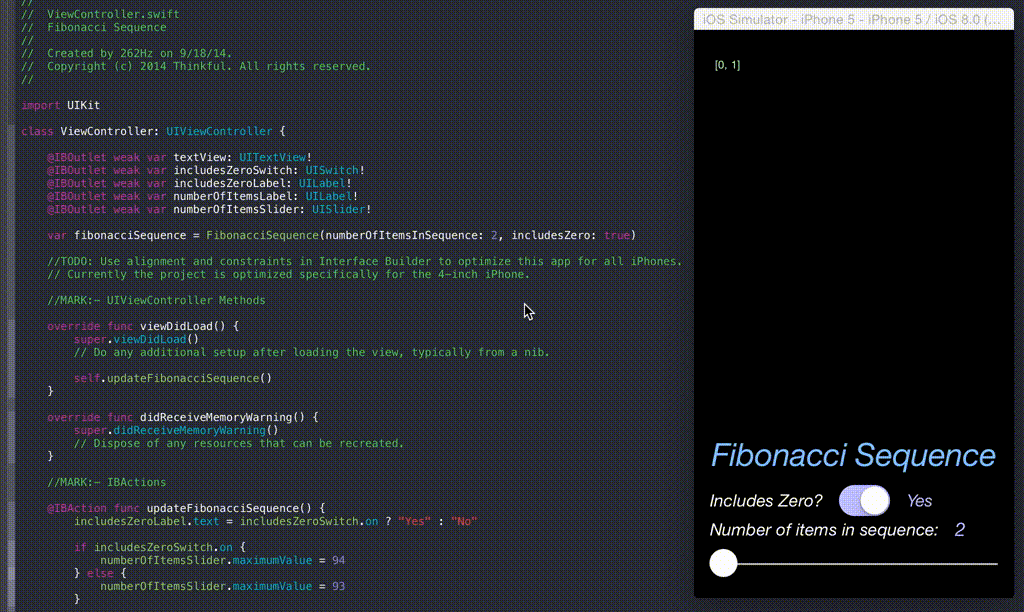 //
//  ViewController.swift
//  Fibonacci Sequence
//
//  Created by 262Hz on 9/18/14.
//  Copyright (c) 2014 Thinkful. All rights reserved.
//
import UIKit
class ViewController: UIViewController {
@IBOutlet weak var textView: UITextView!
@IBOutlet weak var includesZeroSwitch: UISwitch!
@IBOutlet weak var includesZeroLabel: UILabel!
@IBOutlet weak var numberOfItemsLabel: UILabel!
@IBOutlet weak var numberOfItemsSlider: UISlider!
var fibonacciSequence = FibonacciSequence(numberOfItemsInSequence: 2, includesZero: true)
//TODO: Use alignment and constraints in Interface Builder to optimize this app for all iPhones.
// Currently the project is optimized specifically for the 4-inch iPhone.
//MARK:- UIViewController Methods
override func viewDidLoad() {
super.viewDidLoad()
// Do any additional setup after loading the view, typically from a nib.
self.updateFibonacciSequence()
}
override func didReceiveMemoryWarning() {
super.didReceiveMemoryWarning()
// Dispose of any resources that can be recreated.
}
//MARK:- IBActions
@IBAction func updateFibonacciSequence() {
includesZeroLabel.text = includesZeroSwitch.on ? "Yes" : "No"
if includesZeroSwitch.on {
numberOfItemsSlider.maximumValue = 94
} else {
numberOfItemsSlider.maximumValue = 93
}
iOS Simulator - iPhone 5 - iPhone 5 / iOS 8.0 (...
[0, 1]
Fibonacci Sequence
Includes Zero? Yes
Number of items in sequence: 2